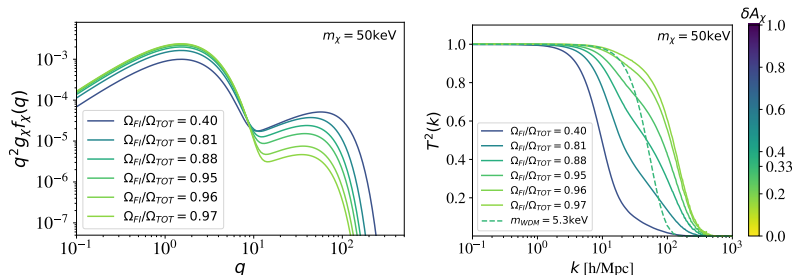 m_χ = 50keV
q²g_χf_χ(q)
10⁻³
10⁻⁴
10⁻⁵
10⁻⁶
10⁻⁷
Ω_FI/Ω_TOT = 0.40
Ω_FI/Ω_TOT = 0.81
Ω_FI/Ω_TOT = 0.88
Ω_FI/Ω_TOT = 0.95
Ω_FI/Ω_TOT = 0.96
Ω_FI/Ω_TOT = 0.97
10⁻¹ 10⁰ 10¹ 10²
q
m_χ = 50keV
T²(k)
1.0
0.8
0.6
0.4
0.2
Ω_FI/Ω_TOT = 0.40
Ω_FI/Ω_TOT = 0.81
Ω_FI/Ω_TOT = 0.88
Ω_FI/Ω_TOT = 0.95
Ω_FI/Ω_TOT = 0.96
Ω_FI/Ω_TOT = 0.97
m_WDM = 5.3keV
10⁻¹ 10⁰ 10¹ 10² 10³
k [h/Mpc]
δA_χ
1.0
0.8
0.6
0.4
0.33
0.2
0.0